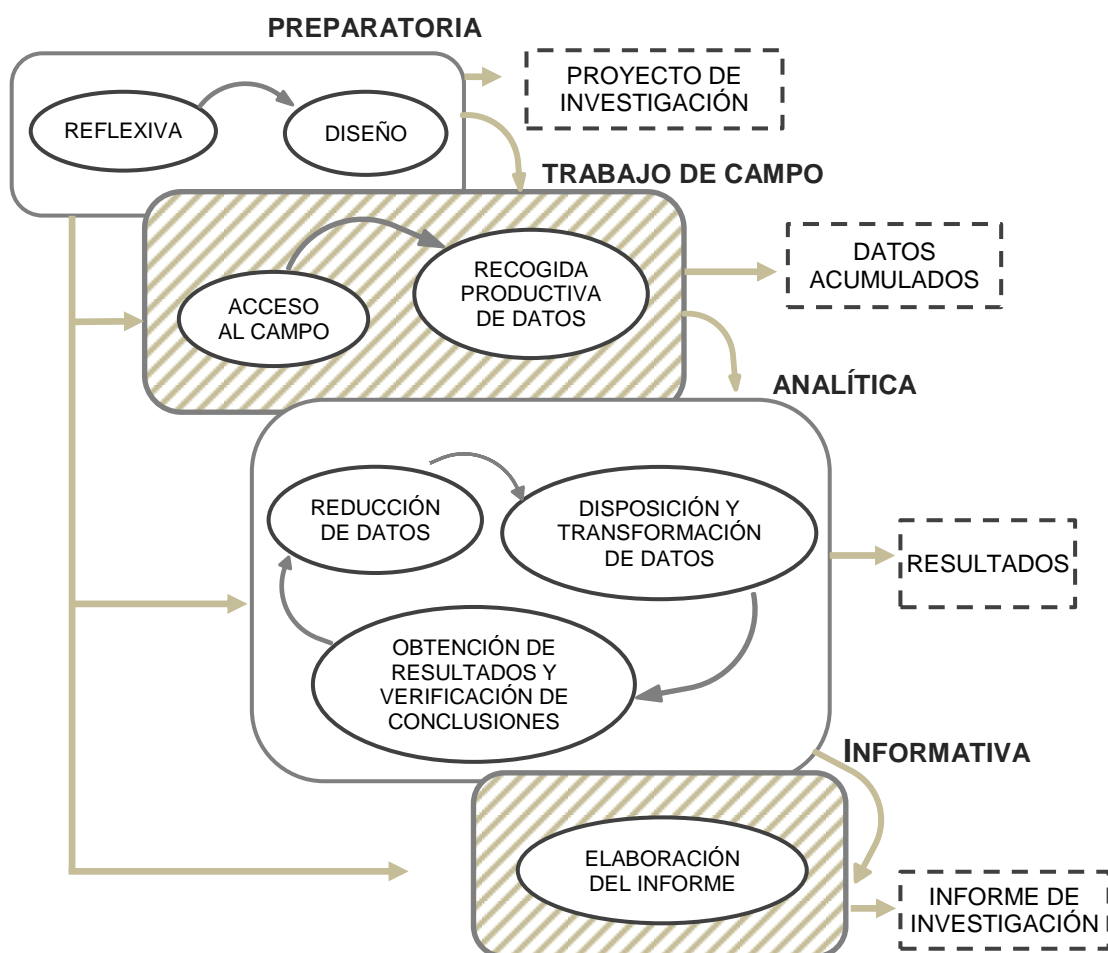 PREPARATORIA
PROYECTO DE
INVESTIGACIÓN
REFLEXIVA
DISEÑO
TRABAJO DE CAMPO
DATOS
ACUMULADOS
RECOGIDA
PRODUCTIVA
DE DATOS
ACCESO
AL CAMPO
ANALÍTICA
REDUCCIÓN
DE DATOS
DISPOSICIÓN Y
TRANSFORMACIÓN
DE DATOS
RESULTADOS
OBTENCIÓN DE
RESULTADOS Y
VERIFICACIÓN DE
CONCLUSIONES
INFORMATIVA
ELABORACIÓN
DEL INFORME
INFORME DE
INVESTIGACIÓN